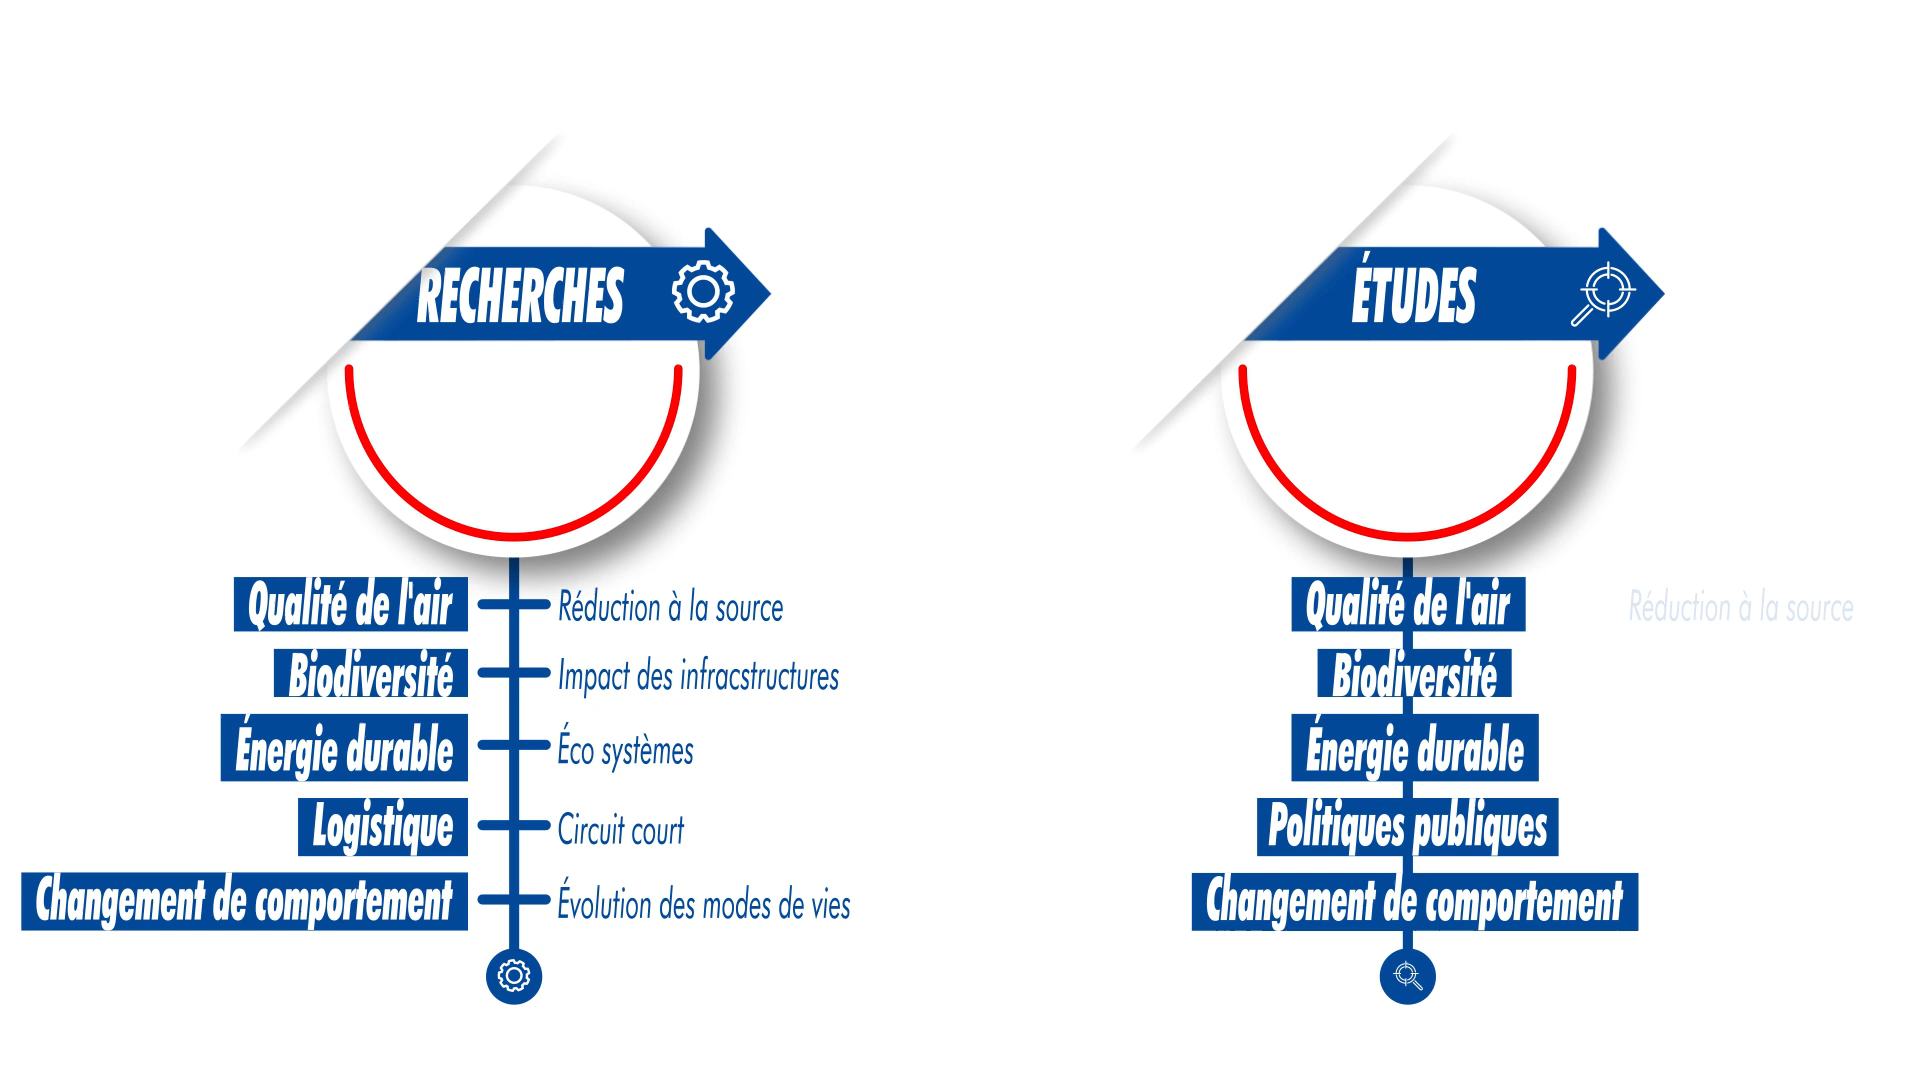 RECHERCHES
Qualité de l'air
Réduction à la source
Biodiversité
Impact des infracstructures
Énergie durable
Éco systèmes
Logistique
Circuit court
Changement de comportement
Évolution des modes de vies
ÉTUDES
Qualité de l'air
Réduction à la source
Biodiversité
Énergie durable
Politiques publiques
Changement de comportement